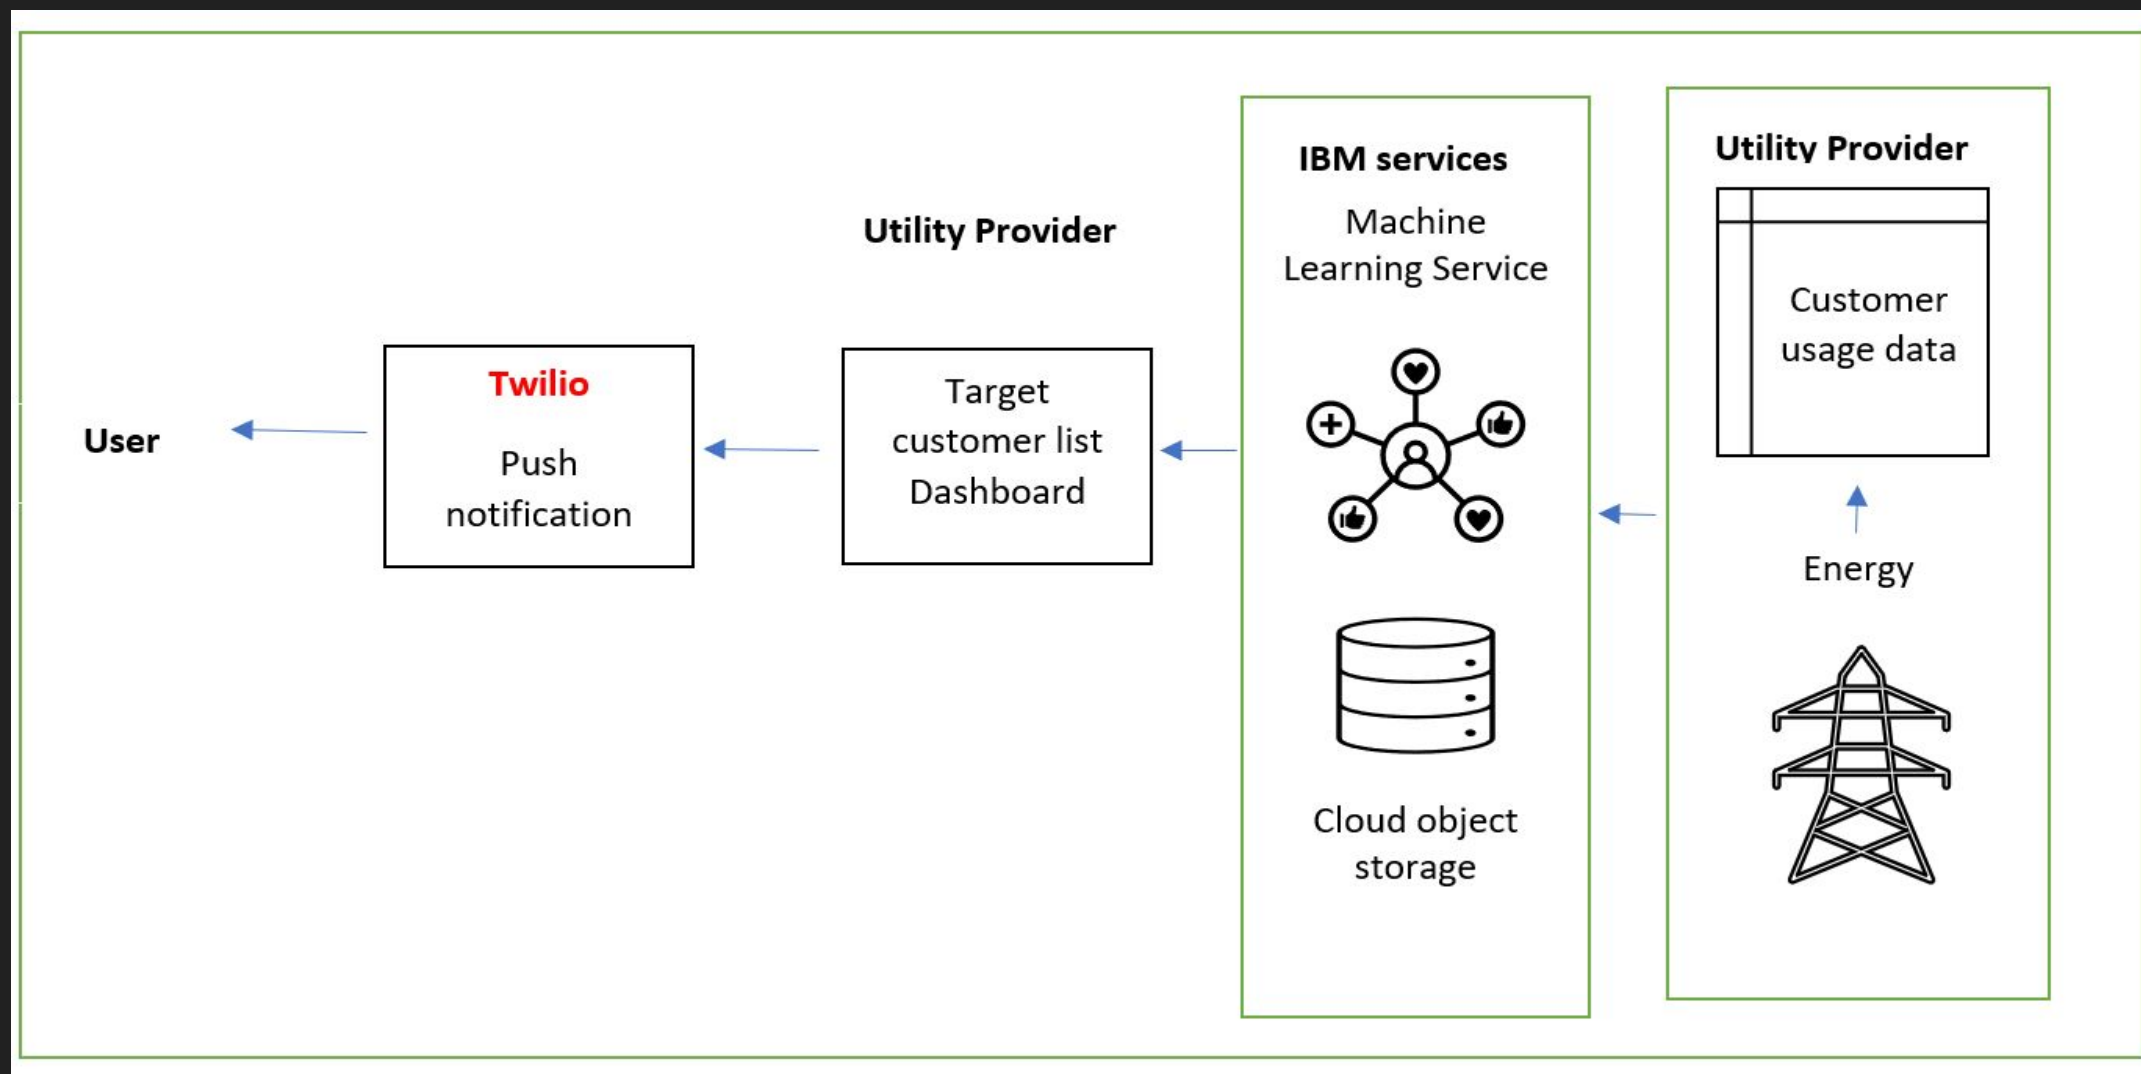 User
Twilio
Push
notification
Utility Provider
Target
customer list
Dashboard
IBM services
Machine
Learning Service
Cloud object
storage
Utility Provider
Customer
usage data
Energy